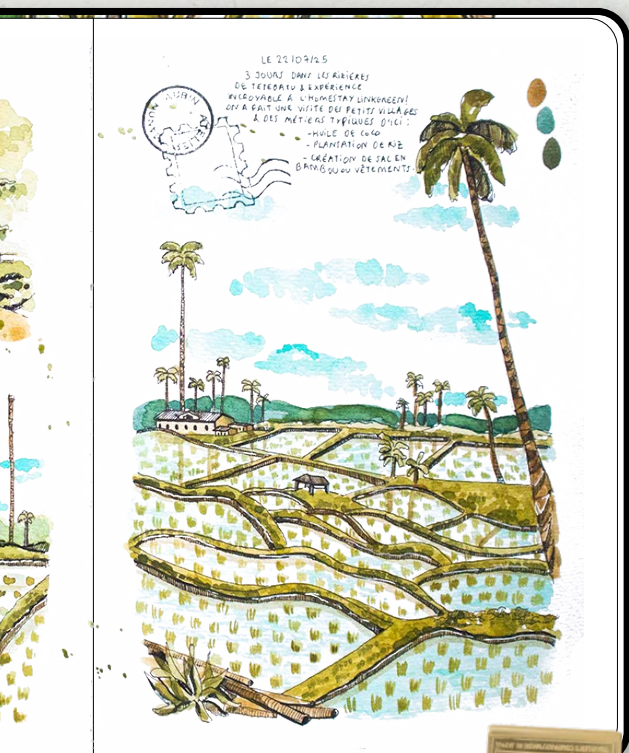 LE 22/07/25
3 JOURS DANS LES RIZIÈRES
DE TETEBATU & EXPÉRIENCE
INCROYABLE À L'HOMESTAY LINKGREEN!
ON A FAIT UNE VISITE DES PETITS VILLAGES
& DES MÉTIERS TYPIQUES D'ICI:
-HUILE DE COCO
- PLANTATION DE RIZ
- CRÉATION DE SAC EN
BAMBOU OU VÊTEMENTS.
ATELIER